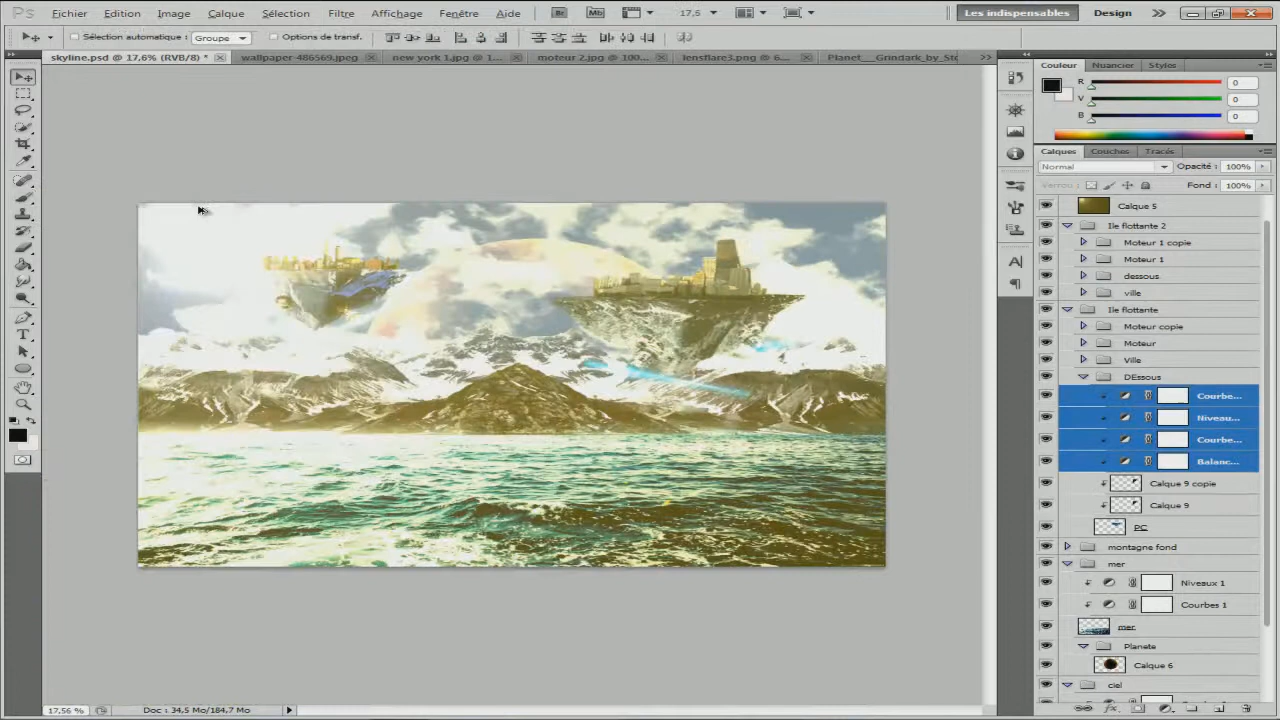 Ps Fichier Edition Image Calque Sélection Filtre Affichage Fenêtre Aide Br Mb 17,6 Les indispensables Design
Sélection automatique : Groupe Options de transf.
skyline.psd @ 17,6% (RVB/8) * wallpaper-486569.jpeg new york 1.jpg @ 1... moteur 2.jpg @ 100... lensflare3.png @ 6... Planet__Grindark_by_Sto
Couleur Nuancier Styles
R 0
V 0
B 0
Calques Couches Tracés
Normal Opacité : 100%
Verrou : Fond : 100%
Calque 5
Ile flottante 2
Moteur 1 copie
Moteur 1
dessous
ville
Ile flottante
Moteur copie
Moteur
Ville
DEssous
Courbe...
Niveau...
Courbe...
Balanc...
Calque 9 copie
Calque 9
PC
montagne fond
mer
Niveaux 1
Courbes 1
mer
Planete
Calque 6
ciel
17,56 % Doc : 34,5 Mo/184,7 Mo